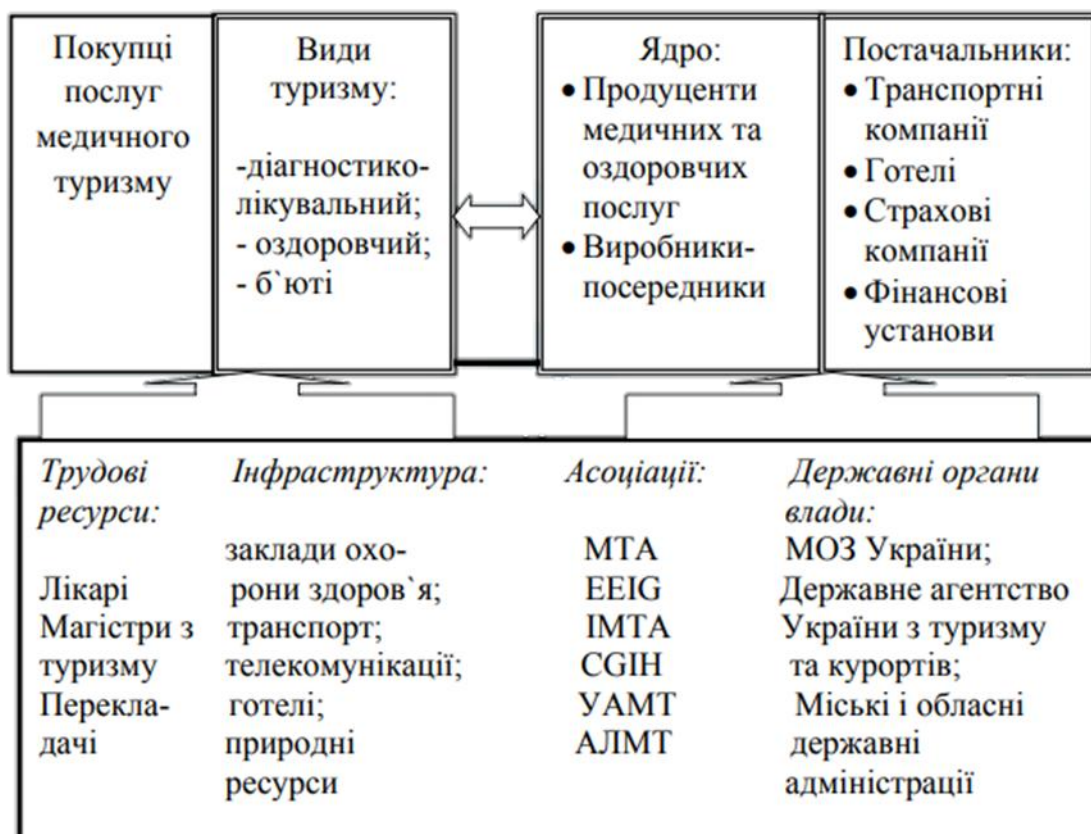 Покупці
послуг
медичного
туризму
Види
туризму:
-діагностико-
лікувальний;
- оздоровчий;
- б`юті
Ядро:
• Продуценти
медичних та
оздоровчих
послуг
• Виробники-
посередники
Постачальники:
• Транспортні
компанії
• Готелі
• Страхові
компанії
• Фінансові
установи
Трудові
ресурси:
Лікарі
Магістри з
туризму
Перекла-
дачі
Інфраструктура:
заклади охо-
рони здоров`я;
транспорт;
телекомунікації;
готелі;
природні
ресурси
Асоціації:
МТА
EEIG
IMTA
CGIH
УАМТ
АЛМТ
Державні органи
влади:
МОЗ України;
Державне агентство
України з туризму
та курортів;
Міські і обласні
державні
адміністрації